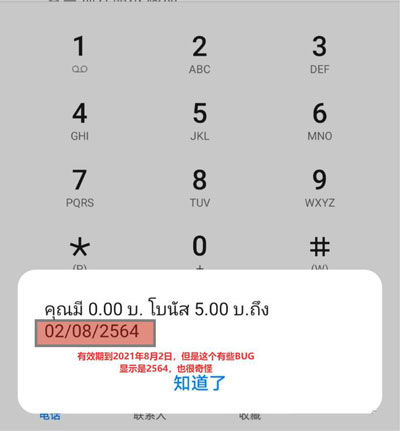 1 2 3
ABC DEF
4 5 6
GHI JKL MNO
7 8 9
PQRS TUV WXYZ
* 0 #
(P) + (W)
คุณมี 0.00 บ. โบนัส 5.00 บ.ถึง
02/08/2564
有效期到2021年8月2日，但是这个有些BUG
显示是2564，也很奇怪
知道了
电话 联系人 收藏